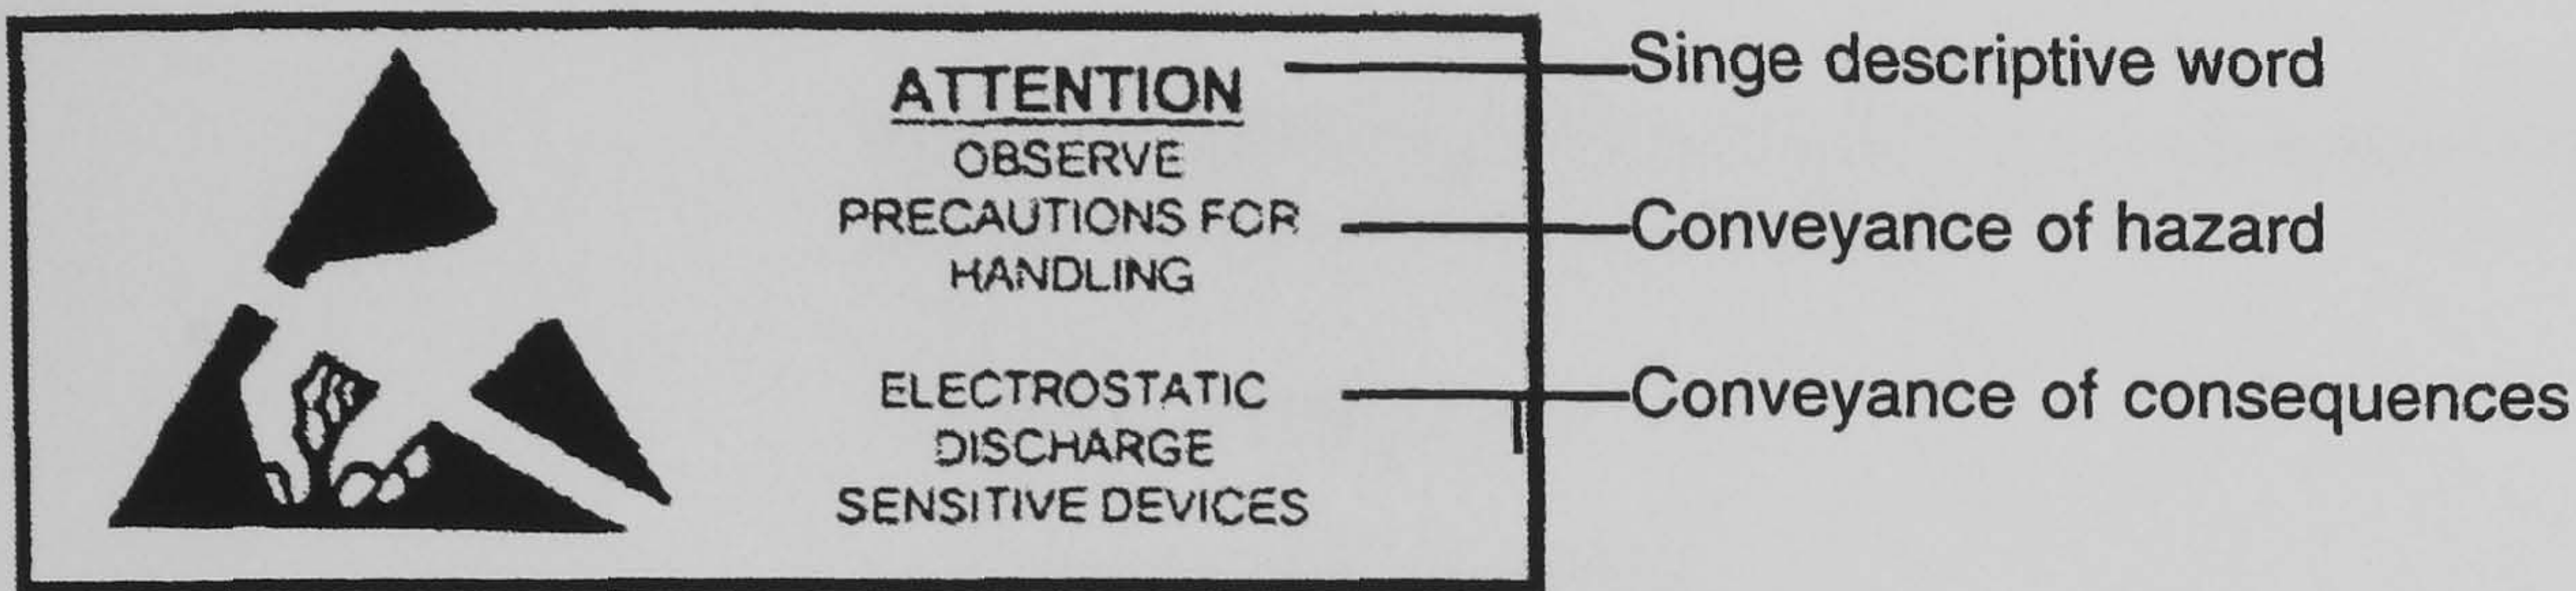 ATTENTION
OBSERVE
PRECAUTIONS FOR
HANDLING
ELECTROSTATIC
DISCHARGE
SENSITIVE DEVICES
Singe descriptive word
Conveyance of hazard
Conveyance of consequences